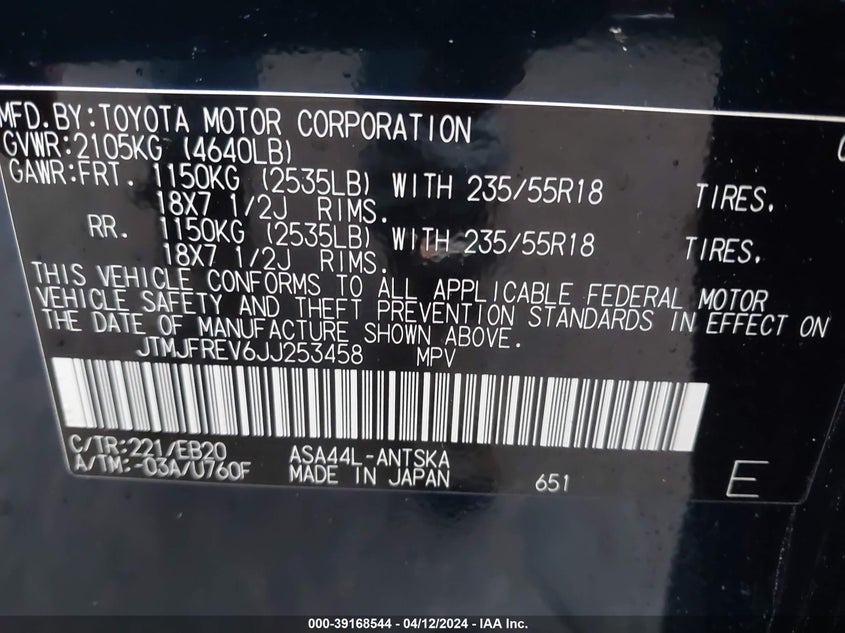 MFD.BY:TOYOTA MOTOR CORPORATION
GVWR:2105KG (4640LB)
GAWR:FRT. 1150KG (2535LB) WITH 235/55R18 TIRES.
18X7 1/2J RIMS.
RR. 1150KG (2535LB) WITH 235/55R18 TIRES.
18X7 1/2J RIMS.
THIS VEHICLE CONFORMS TO ALL APPLICABLE FEDERAL MOTOR
VEHICLE SAFETY AND THEFT PREVENTION STANDARDS IN EFFECT ON
THE DATE OF MANUFACTURE SHOWN ABOVE.
JTMJFREV6JJ253458 MPV
C/TR:221/EB20 ASA44L-ANTSKA
A/TM:-03A/U760F MADE IN JAPAN 651 E
000-39168544 - 04/12/2024 - IAA Inc.